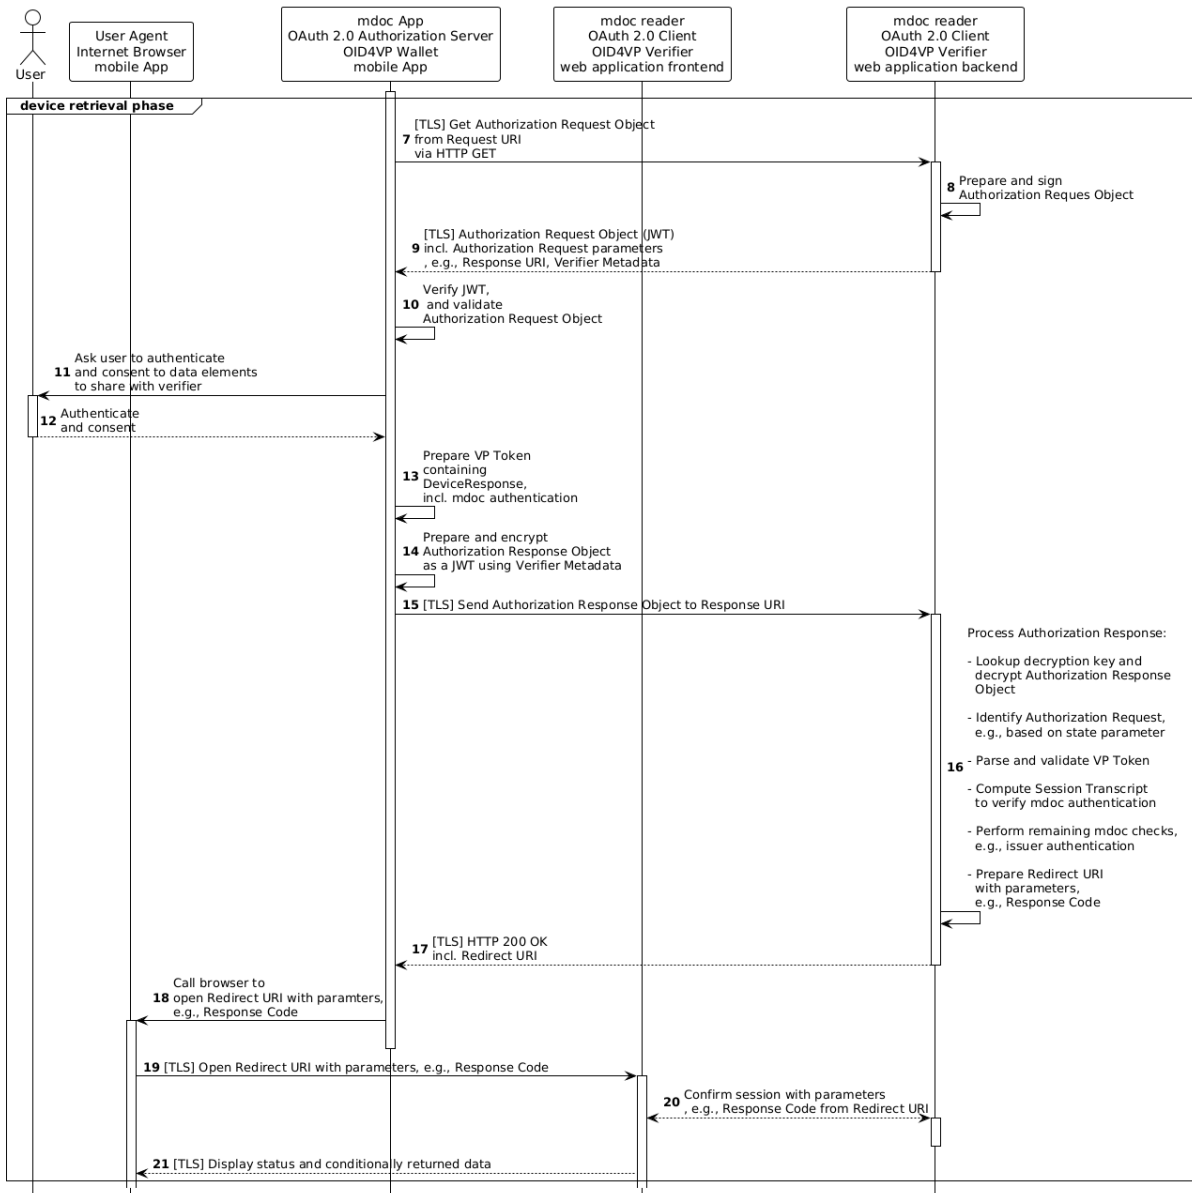 User
User Agent
Internet Browser
mobile App
mdoc App
OAuth 2.0 Authorization Server
OID4VP Wallet
mobile App
mdoc reader
OAuth 2.0 Client
OID4VP Verifier
web application frontend
mdoc reader
OAuth 2.0 Client
OID4VP Verifier
web application backend
device retrieval phase
[TLS] Get Authorization Request Object
7 from Request URI
via HTTP GET
8 Prepare and sign
Authorization Reques Object
[TLS] Authorization Request Object (JWT)
9 incl. Authorization Request parameters
, e.g., Response URI, Verifier Metadata
Verify JWT,
10 and validate
Authorization Request Object
Ask user to authenticate
11 and consent to data elements
to share with verifier
12 Authenticate
and consent
Prepare VP Token
13 containing
DeviceResponse,
incl. mdoc authentication
Prepare and encrypt
14 Authorization Response Object
as a JWT using Verifier Metadata
15 [TLS] Send Authorization Response Object to Response URI
Process Authorization Response:
- Lookup decryption key and
decrypt Authorization Response
Object
- Identify Authorization Request,
e.g., based on state parameter
16 - Parse and validate VP Token
- Compute Session Transcript
to verify mdoc authentication
- Perform remaining mdoc checks,
e.g., issuer authentication
- Prepare Redirect URI
with parameters,
e.g., Response Code
17 [TLS] HTTP 200 OK
incl. Redirect URI
Call browser to
18 open Redirect URI with paramters,
e.g., Response Code
19 [TLS] Open Redirect URI with parameters, e.g., Response Code
20 Confirm session with parameters
, e.g., Response Code from Redirect URI
21 [TLS] Display status and conditionally returned data